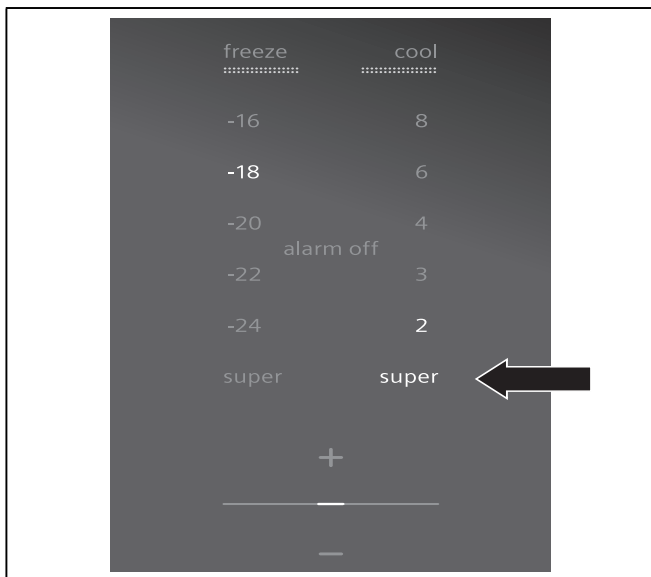 freeze cool
-16 8
-18 6
-20 4
alarm off
-22 3
-24 2
super super
+
−